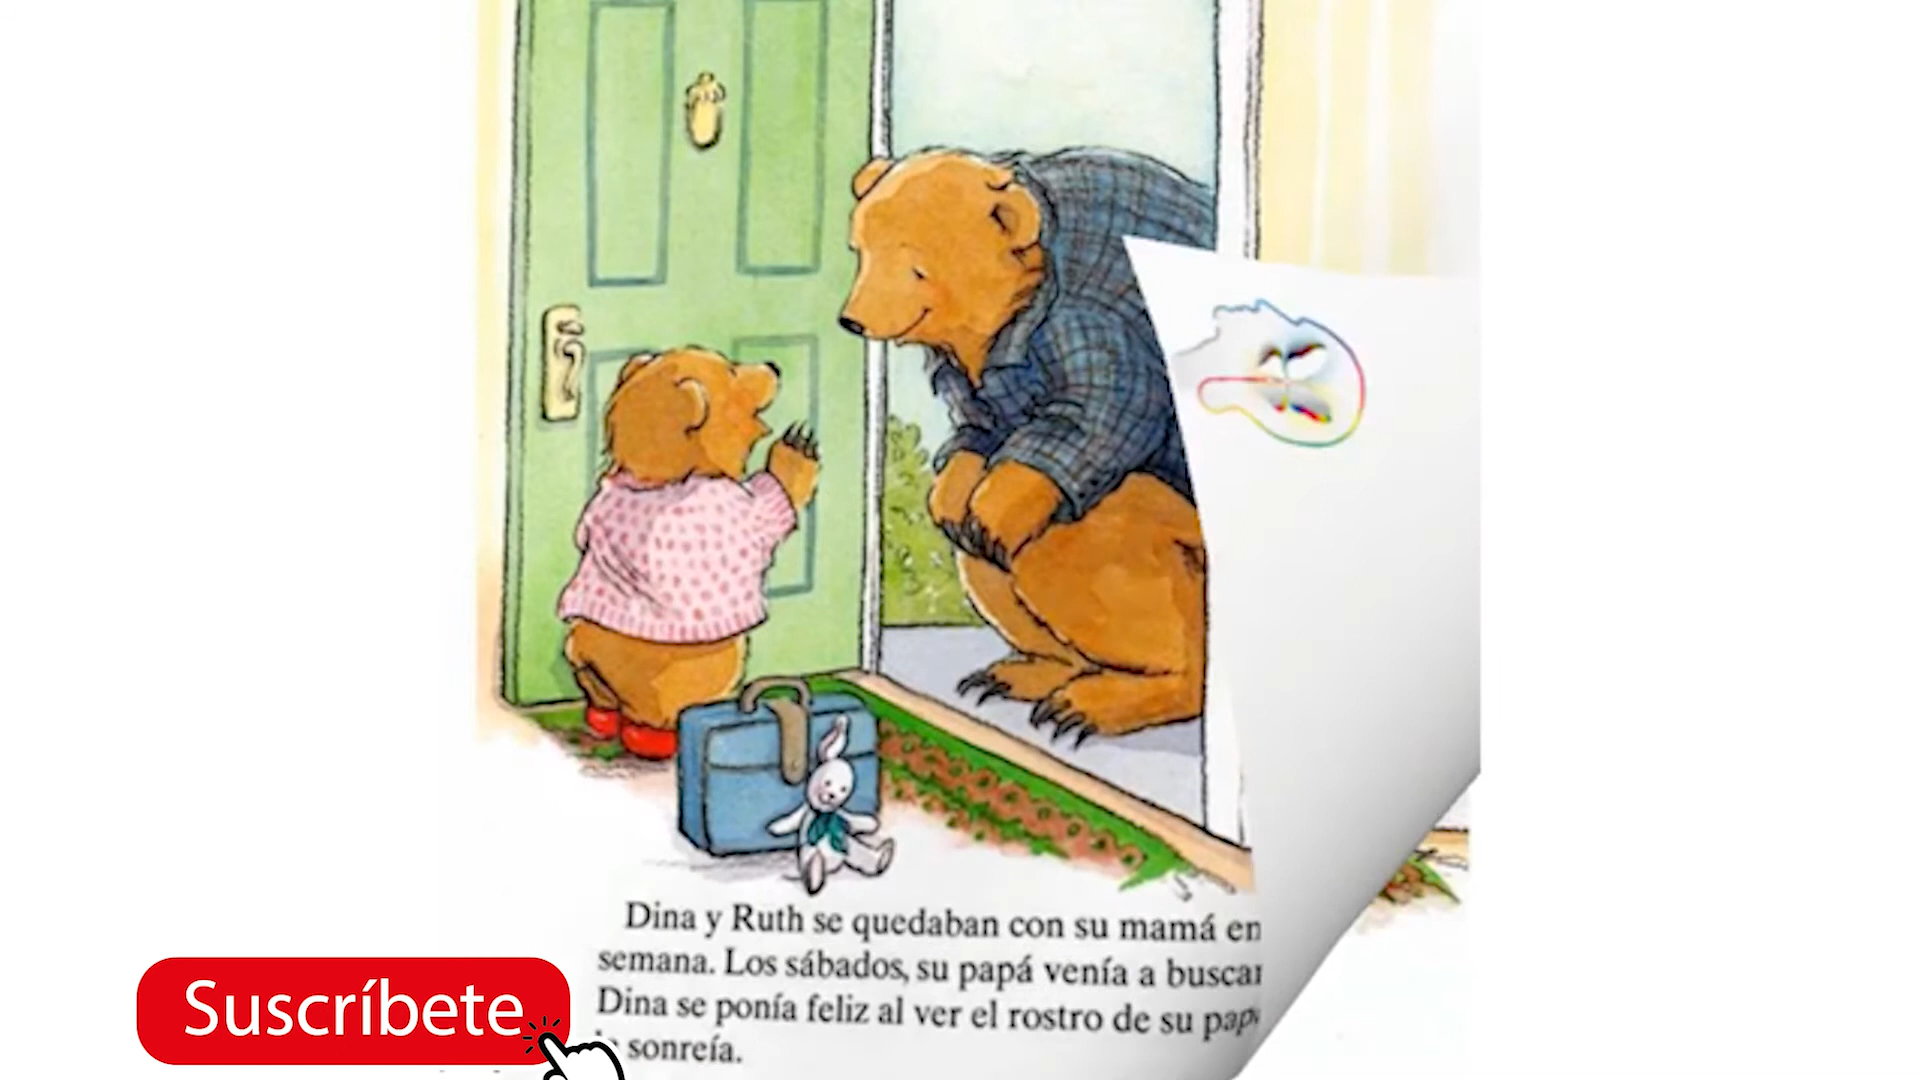 Dina y Ruth se quedaban con su mamá en
semana. Los sábados, su papá venía a buscar
Dina se ponía feliz al ver el rostro de su
sonreía.
Suscríbete